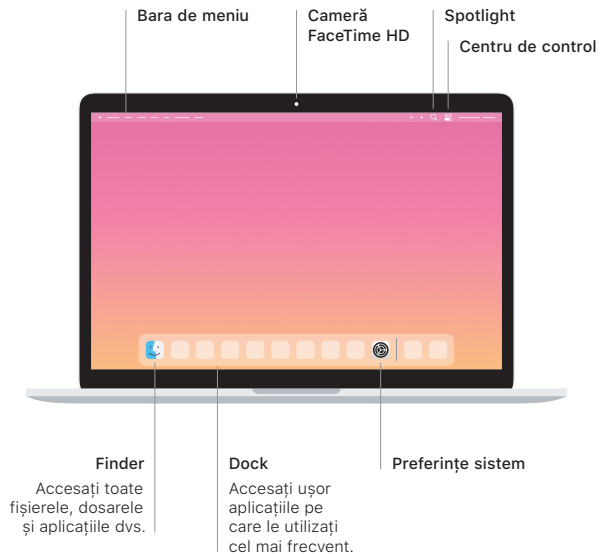 Bara de meniu
Cameră
FaceTime HD
Spotlight
Centru de control
Finder
Accesați toate
fișierele, dosarele
și aplicațiile dvs.
Dock
Accesați ușor
aplicațiile pe
care le utilizați
cel mai frecvent.
Preferințe sistem